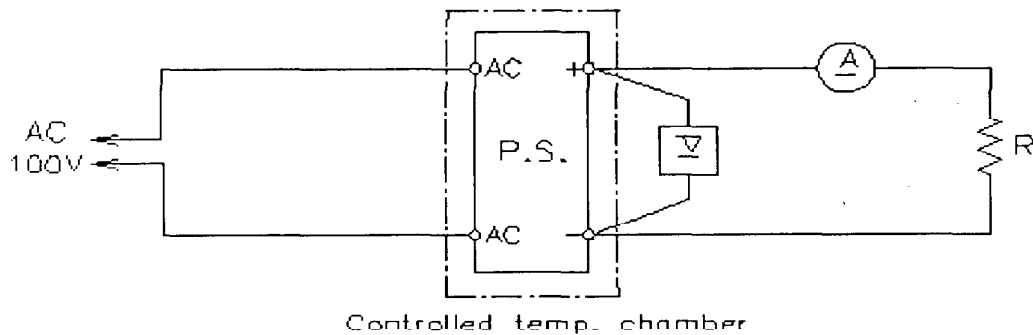 AC
100V
AC
AC
P.S.
+
−
V
A
R
Controlled temp. chamber